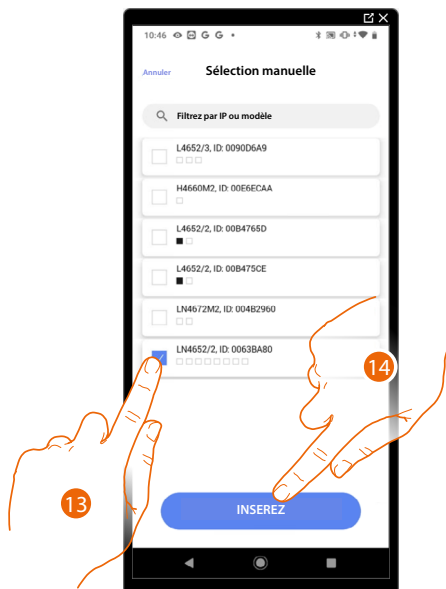 10:46 G G
Annuler Sélection manuelle
Filtrez par IP ou modèle
L4652/3, ID: 0090D6A9
H4660M2, ID: 00E6ECAA
L4652/2, ID: 00B4765D
L4652/2, ID: 00B475CE
LN4672M2, ID: 004B2960
LN4652/2, ID: 0063BA80
14
13
INSEREZ